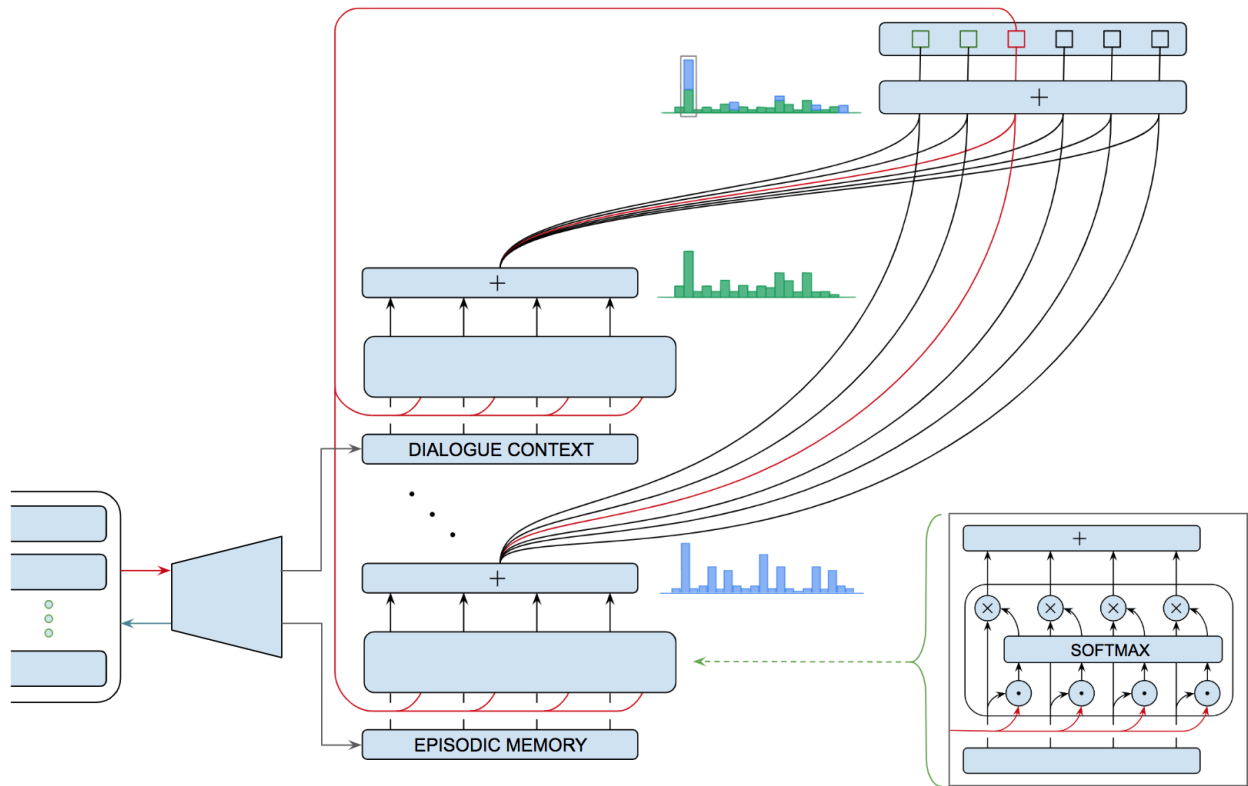 +
+
DIALOGUE CONTEXT
+
EPISODIC MEMORY
+
SOFTMAX